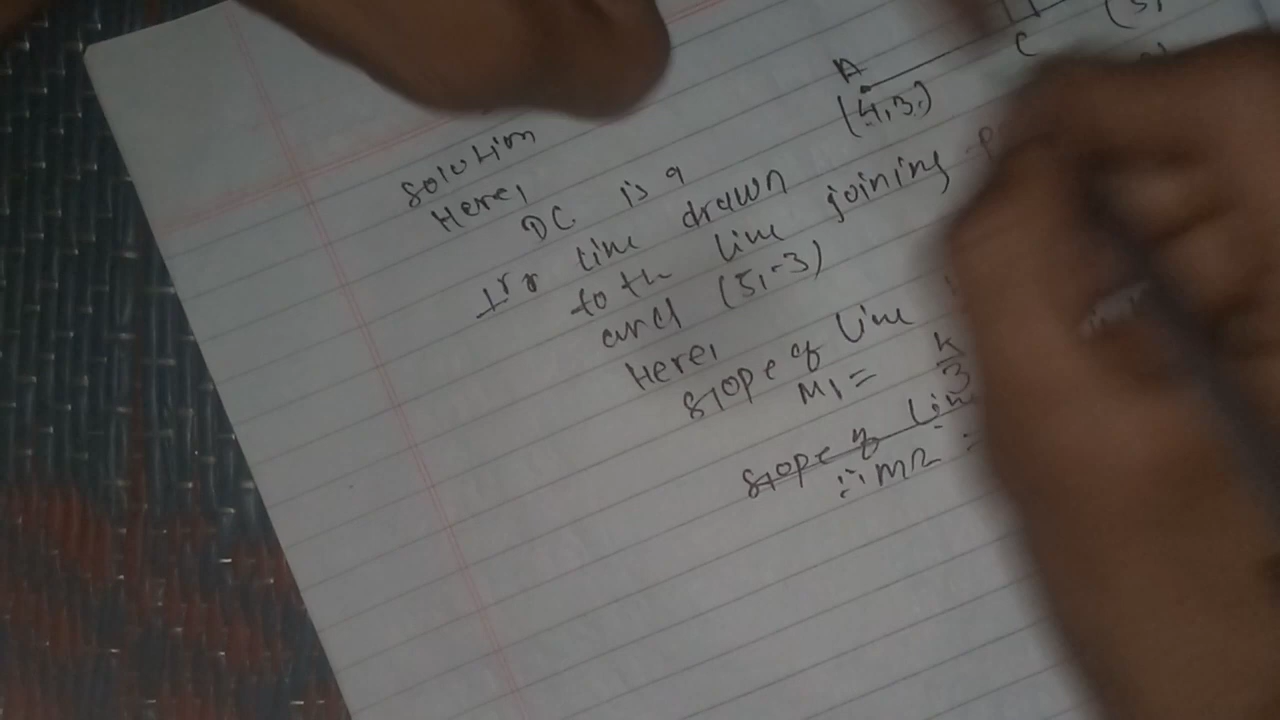 A
(4,3)
C
(5,
Solution
Here,
DC is a
⊥r line drawn
to the line joining
and (5,-3)
Here,
slope of line
M1 = K
3
slope of line
∴ M2 =